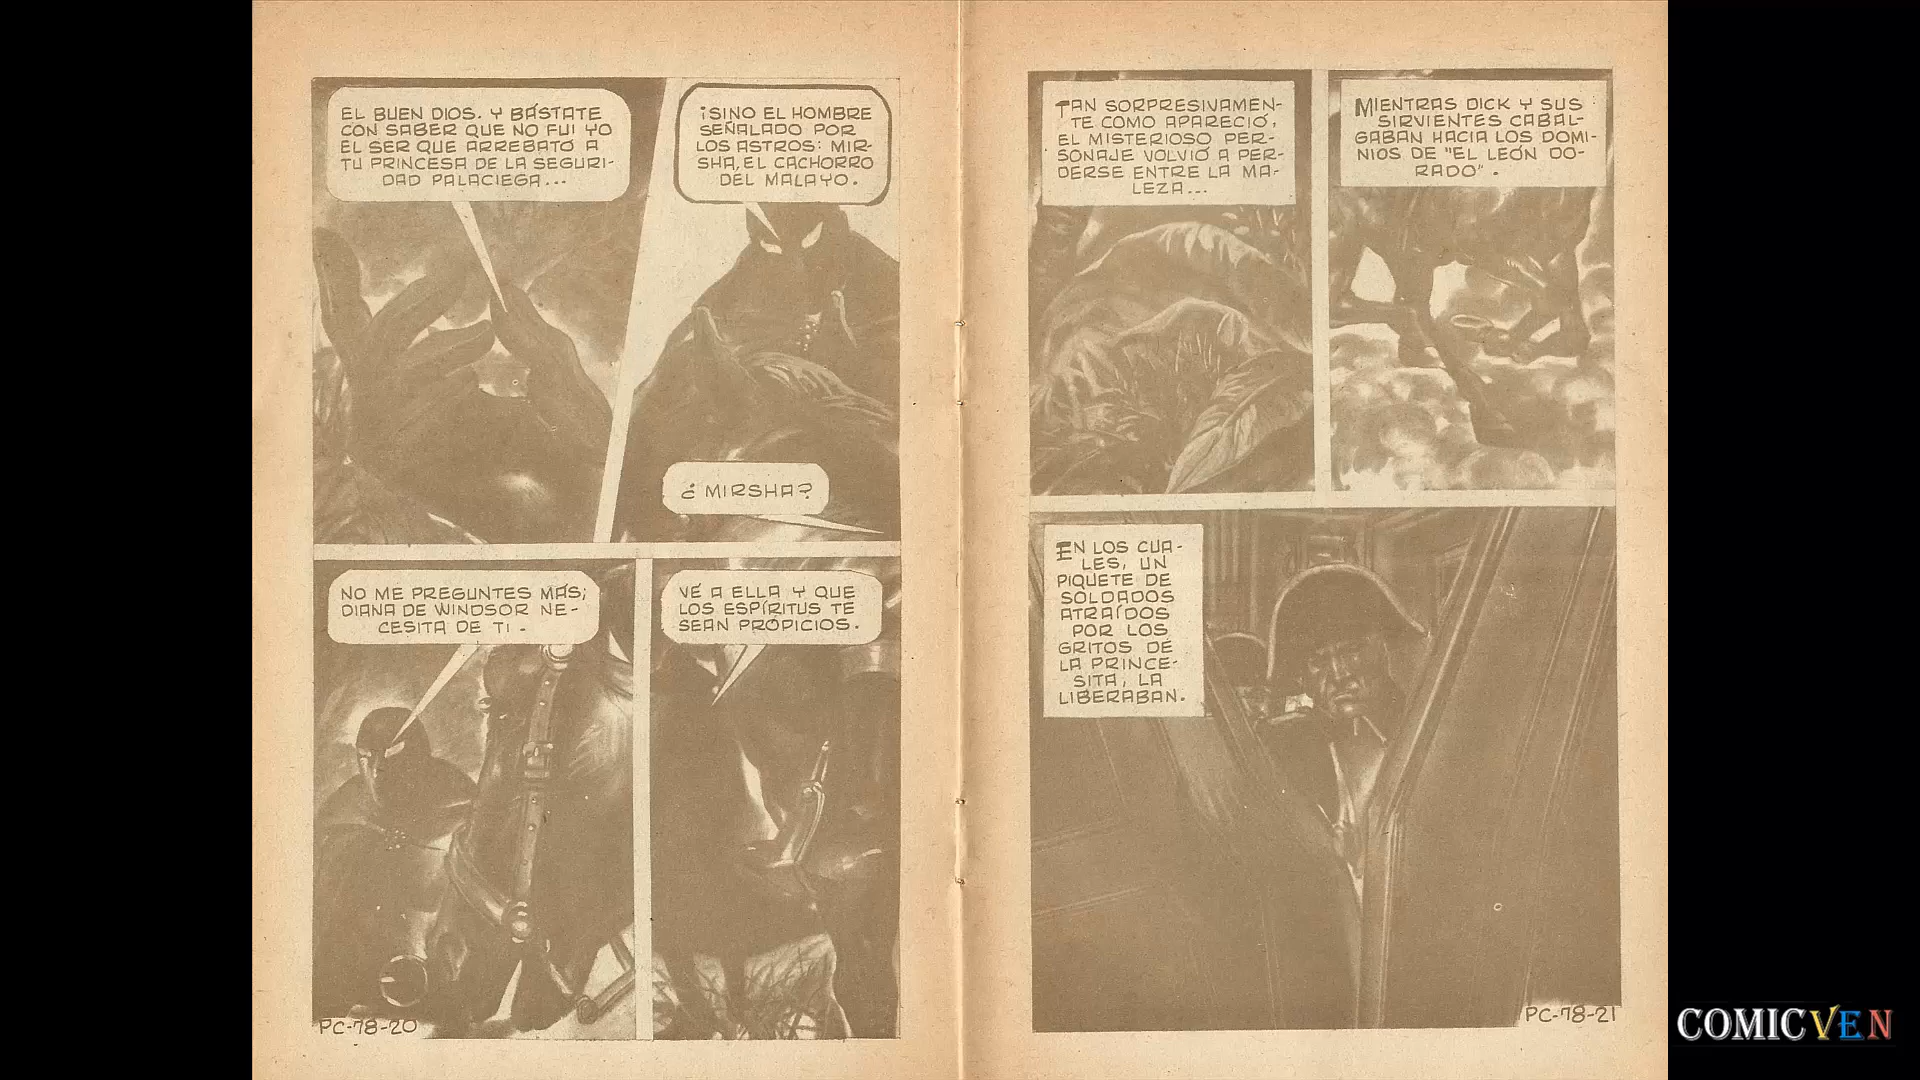 EL BUEN DIOS. Y BÁSTATE
CON SABER QUE NO FUI YO
EL SER QUE ARREBATÓ A
TU PRINCESA DE LA SEGURI-
DAD PALACIEGA...
¡SINO EL HOMBRE
SEÑALADO POR
LOS ASTROS: MIR-
SHA, EL CACHORRO
DEL MALAYO.
¿MIRSHA?
NO ME PREGUNTES MÁS;
DIANA DE WINDSOR NE-
CESITA DE TI.
VÉ A ELLA Y QUE
LOS ESPÍRITUS TE
SEAN PRÓPICIOS.
PC-78-20
TAN SORPRESIVAMEN-
TE COMO APARECIÓ,
EL MISTERIOSO PER-
SONAJE VOLVIÓ A PER-
DERSE ENTRE LA MA-
LEZA...
MIENTRAS DICK Y SUS
SIRVIENTES CABAL-
GABAN HACIA LOS DOMI-
NIOS DE "EL LEÓN DO-
RADO".
EN LOS CUA-
LES, UN
PIQUETE DE
SOLDADOS
ATRAÍDOS
POR LOS
GRITOS DE
LA PRINCE-
SITA, LA
LIBERABAN.
PC-78-21
COMICVEN